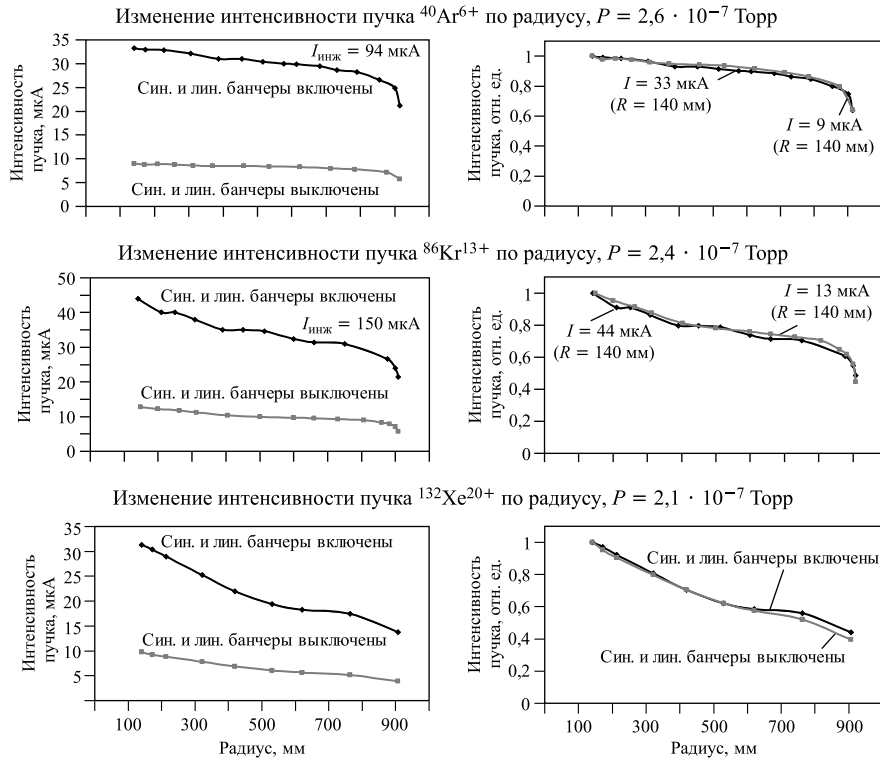 Изменение интенсивности пучка ⁴⁰Ar⁶⁺ по радиусу, P = 2,6 · 10⁻⁷ Торр
Интенсивность
пучка, мкА
35
30
25
20
15
10
5
0
Iинж = 94 мкА
Син. и лин. банчеры включены
Син. и лин. банчеры выключены
Интенсивность
пучка, отн. ед.
1
0,8
0,6
0,4
0,2
0
I = 33 мкА
(R = 140 мм)
I = 9 мкА
(R = 140 мм)
Изменение интенсивности пучка ⁸⁶Kr¹³⁺ по радиусу, P = 2,4 · 10⁻⁷ Торр
Интенсивность
пучка, мкА
50
40
30
20
10
0
Син. и лин. банчеры включены
Iинж = 150 мкА
Син. и лин. банчеры выключены
Интенсивность
пучка, отн. ед.
1
0,8
0,6
0,4
0,2
0
I = 13 мкА
(R = 140 мм)
I = 44 мкА
(R = 140 мм)
Изменение интенсивности пучка ¹³²Xe²⁰⁺ по радиусу, P = 2,1 · 10⁻⁷ Торр
Интенсивность
пучка, мкА
35
30
25
20
15
10
5
Син. и лин. банчеры включены
Син. и лин. банчеры выключены
100 300 500 700 900
Радиус, мм
Интенсивность
пучка, отн. ед.
1
0,8
0,6
0,4
0,2
0
Син. и лин. банчеры включены
Син. и лин. банчеры выключены
100 300 500 700 900
Радиус, мм